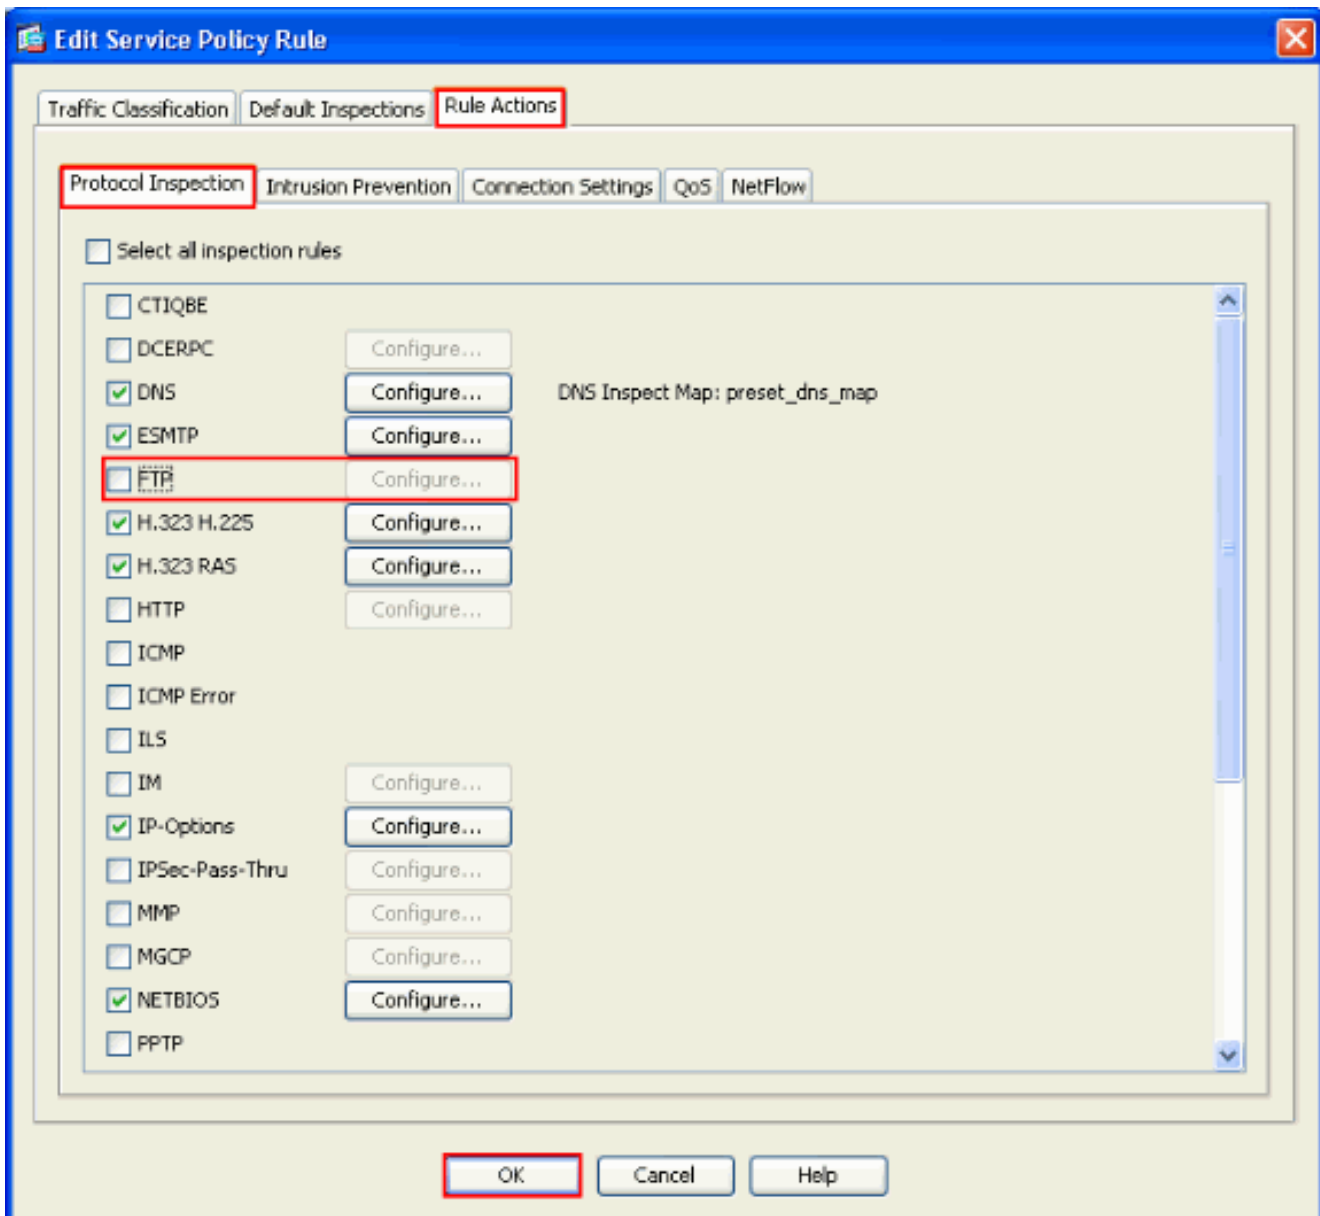 Edit Service Policy Rule
Traffic Classification Default Inspections Rule Actions
Protocol Inspection Intrusion Prevention Connection Settings QoS NetFlow
Select all inspection rules
CTIQBE
DCERPC Configure...
DNS Configure... DNS Inspect Map: preset_dns_map
ESMTP Configure...
FTP Configure...
H.323 H.225 Configure...
H.323 RAS Configure...
HTTP Configure...
ICMP
ICMP Error
ILS
IM Configure...
IP-Options Configure...
IPSec-Pass-Thru Configure...
MMP Configure...
MGCP Configure...
NETBIOS Configure...
PPTP
OK Cancel Help